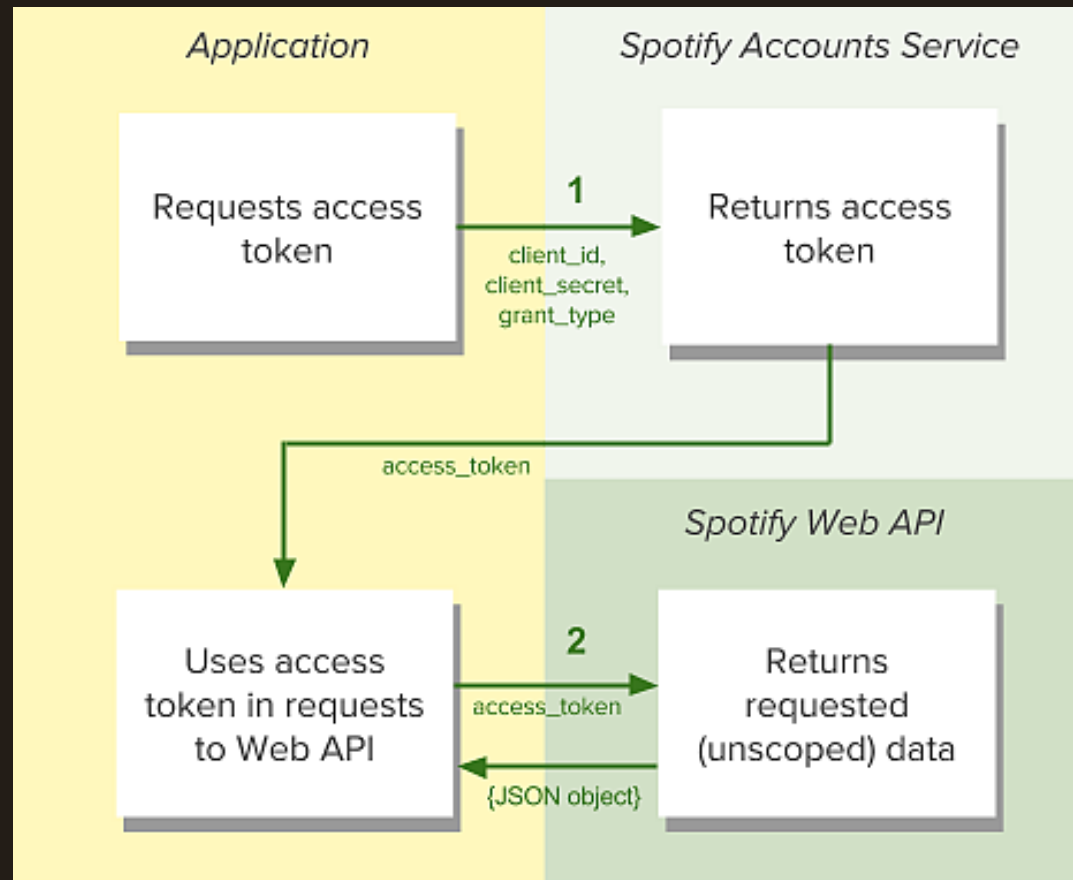 Application
Spotify Accounts Service
Requests access
token
1
client_id,
client_secret,
grant_type
Returns access
token
access_token
Spotify Web API
Uses access
token in requests
to Web API
2
access_token
{JSON object}
Returns
requested
(unscoped) data